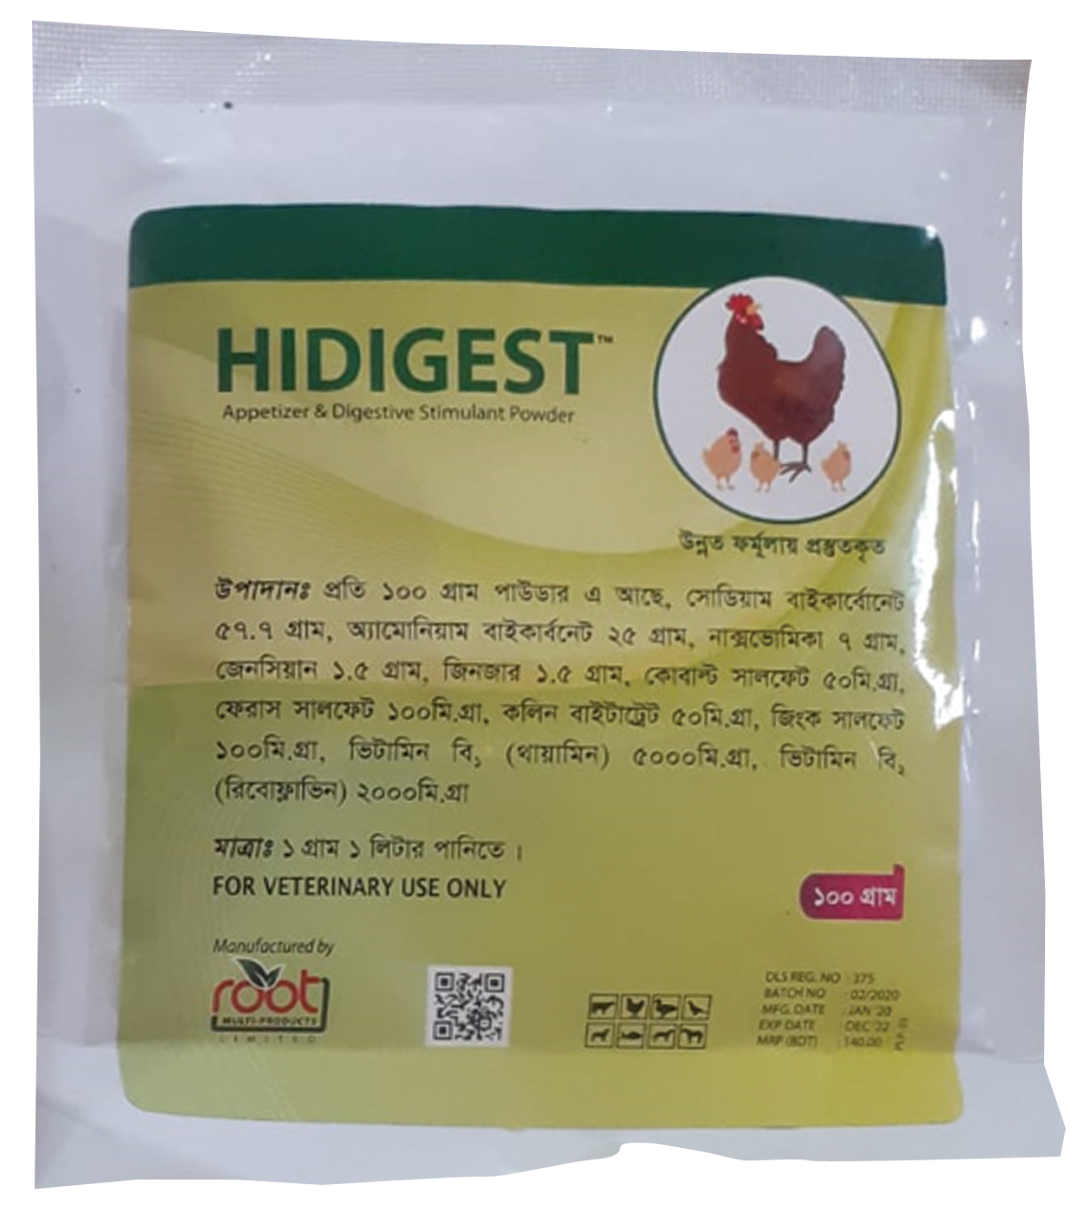 HIDIGEST™
Appetizer & Digestive Stimulant Powder
উন্নত ফর্মূলায় প্রস্তুতকৃত
উপাদানঃ প্রতি ১০০ গ্রাম পাউডার এ আছে, সোডিয়াম বাইকার্বোনেট
৫৭.৭ গ্রাম, অ্যামোনিয়াম বাইকার্বনেট ২৫ গ্রাম, নাক্সভোমিকা ৭ গ্রাম,
জেনসিয়ান ১.৫ গ্রাম, জিনজার ১.৫ গ্রাম, কোবাল্ট সালফেট ৫০মি.গ্রা,
ফেরাস সালফেট ১০০মি.গ্রা, কলিন বাইটাট্রেট ৫০মি.গ্রা, জিংক সালফেট
১০০মি.গ্রা, ভিটামিন বি₁ (থায়ামিন) ৫০০০মি.গ্রা, ভিটামিন বি₂
(রিবোফ্লাভিন) ২০০০মি.গ্রা
মাত্রাঃ ১ গ্রাম ১ লিটার পানিতে ।
FOR VETERINARY USE ONLY
১০০ গ্রাম
Manufactured by
root
MULTI-PRODUCTS
LIMITED
DLS REG. NO : 375
BATCH NO : 02/2020
MFG. DATE : JAN '20
EXP DATE : DEC '22
MRP (BDT) : 140.00